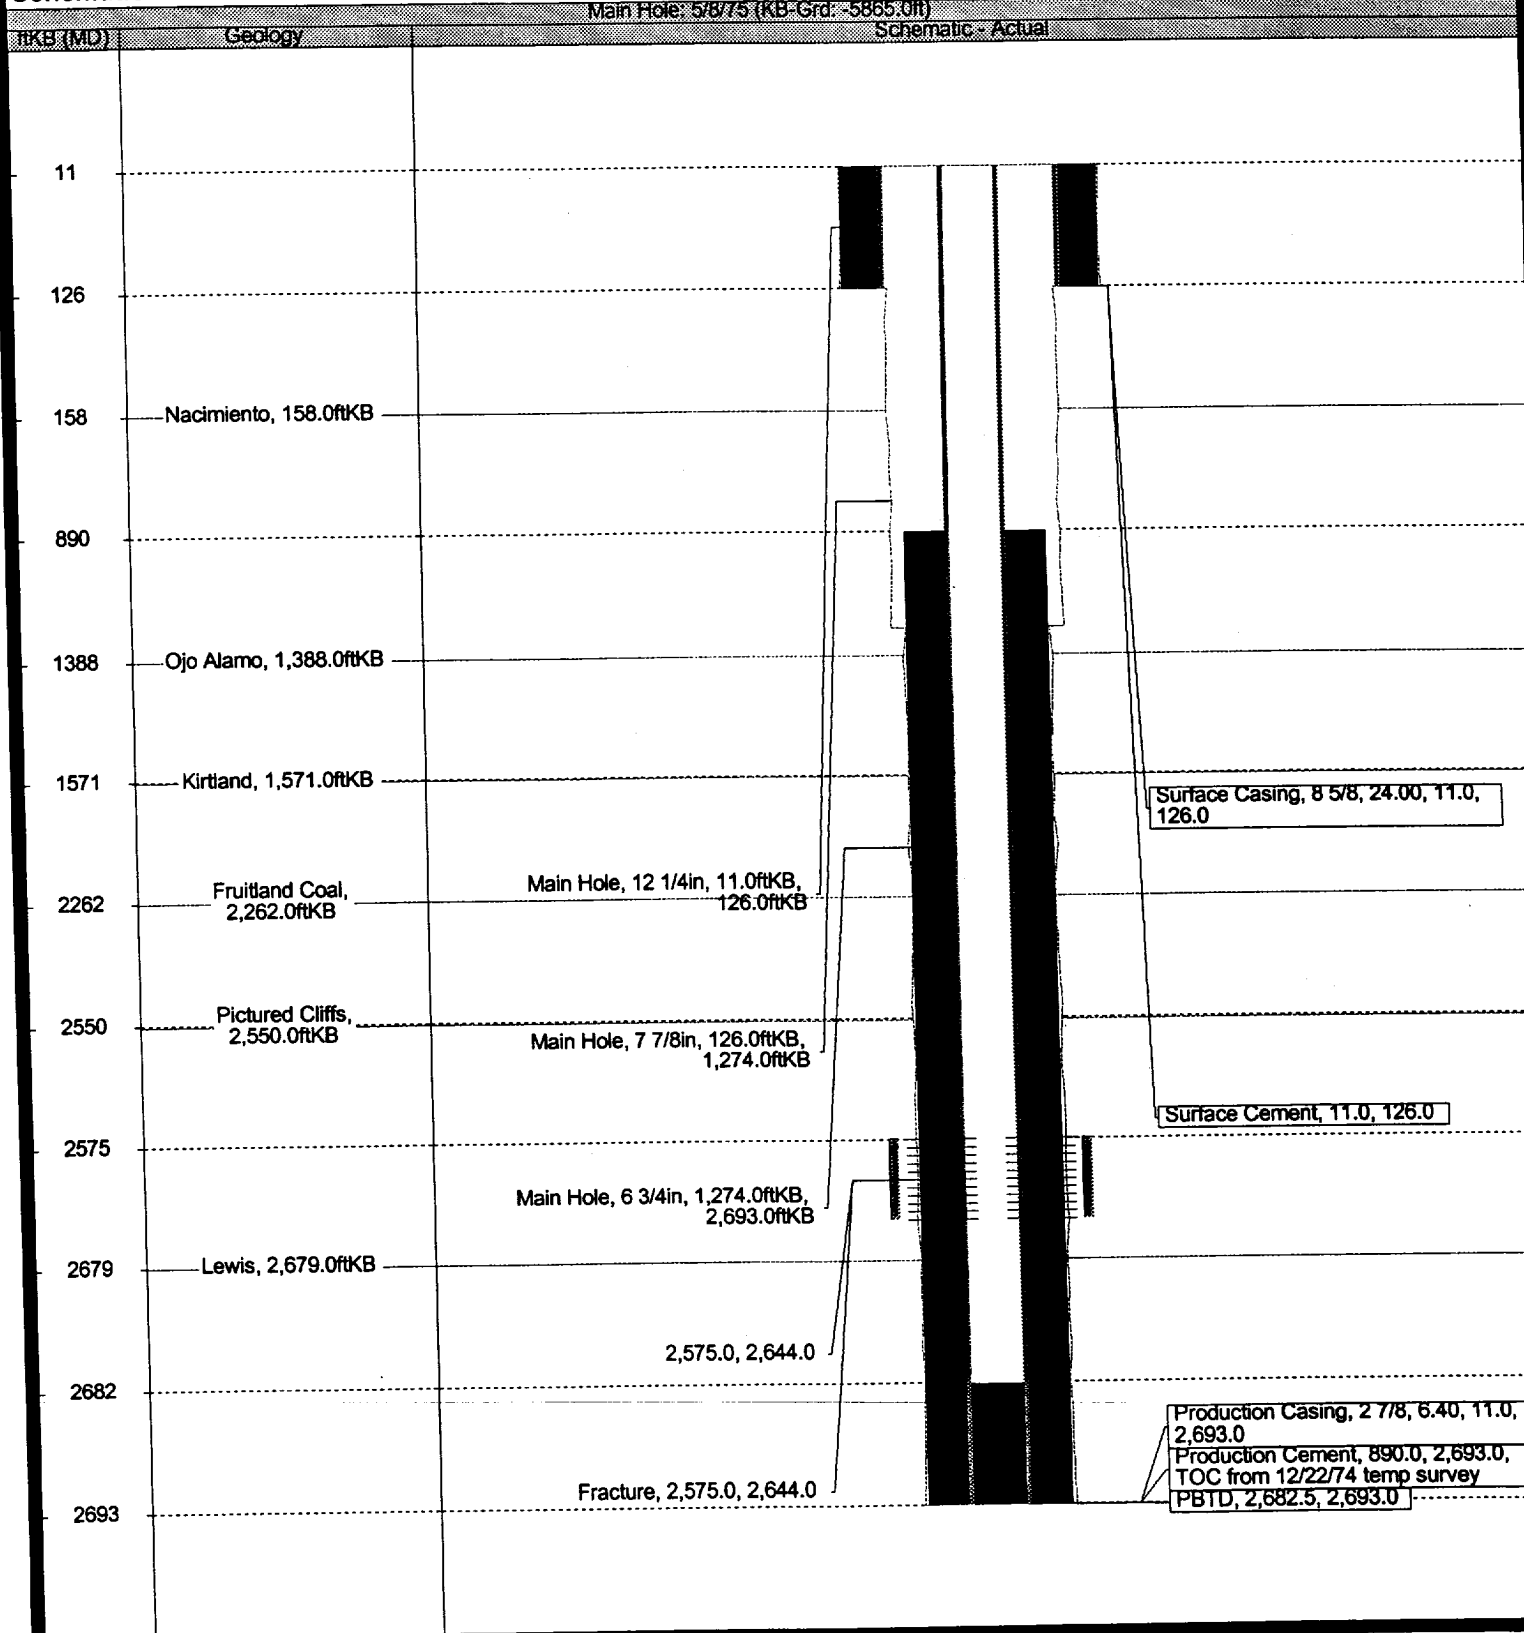 Main Hole: 5/8/75 (KB-Grd: -5865.0ft)
ftKB (MD)
Geology
Schematic - Actual
11
126
158
Nacimiento, 158.0ftKB
890
1388
Ojo Alamo, 1,388.0ftKB
1571
Kirtland, 1,571.0ftKB
Surface Casing, 8 5/8, 24.00, 11.0,
126.0
2262
Fruitland Coal,
2,262.0ftKB
Main Hole, 12 1/4in, 11.0ftKB,
126.0ftKB
2550
Pictured Cliffs,
2,550.0ftKB
Main Hole, 7 7/8in, 126.0ftKB,
1,274.0ftKB
Surface Cement, 11.0, 126.0
2575
Main Hole, 6 3/4in, 1,274.0ftKB,
2,693.0ftKB
2679
Lewis, 2,679.0ftKB
2,575.0, 2,644.0
2682
Production Casing, 2 7/8, 6.40, 11.0,
2,693.0
Production Cement, 890.0, 2,693.0,
TOC from 12/22/74 temp survey
Fracture, 2,575.0, 2,644.0
PBTD, 2,682.5, 2,693.0
2693